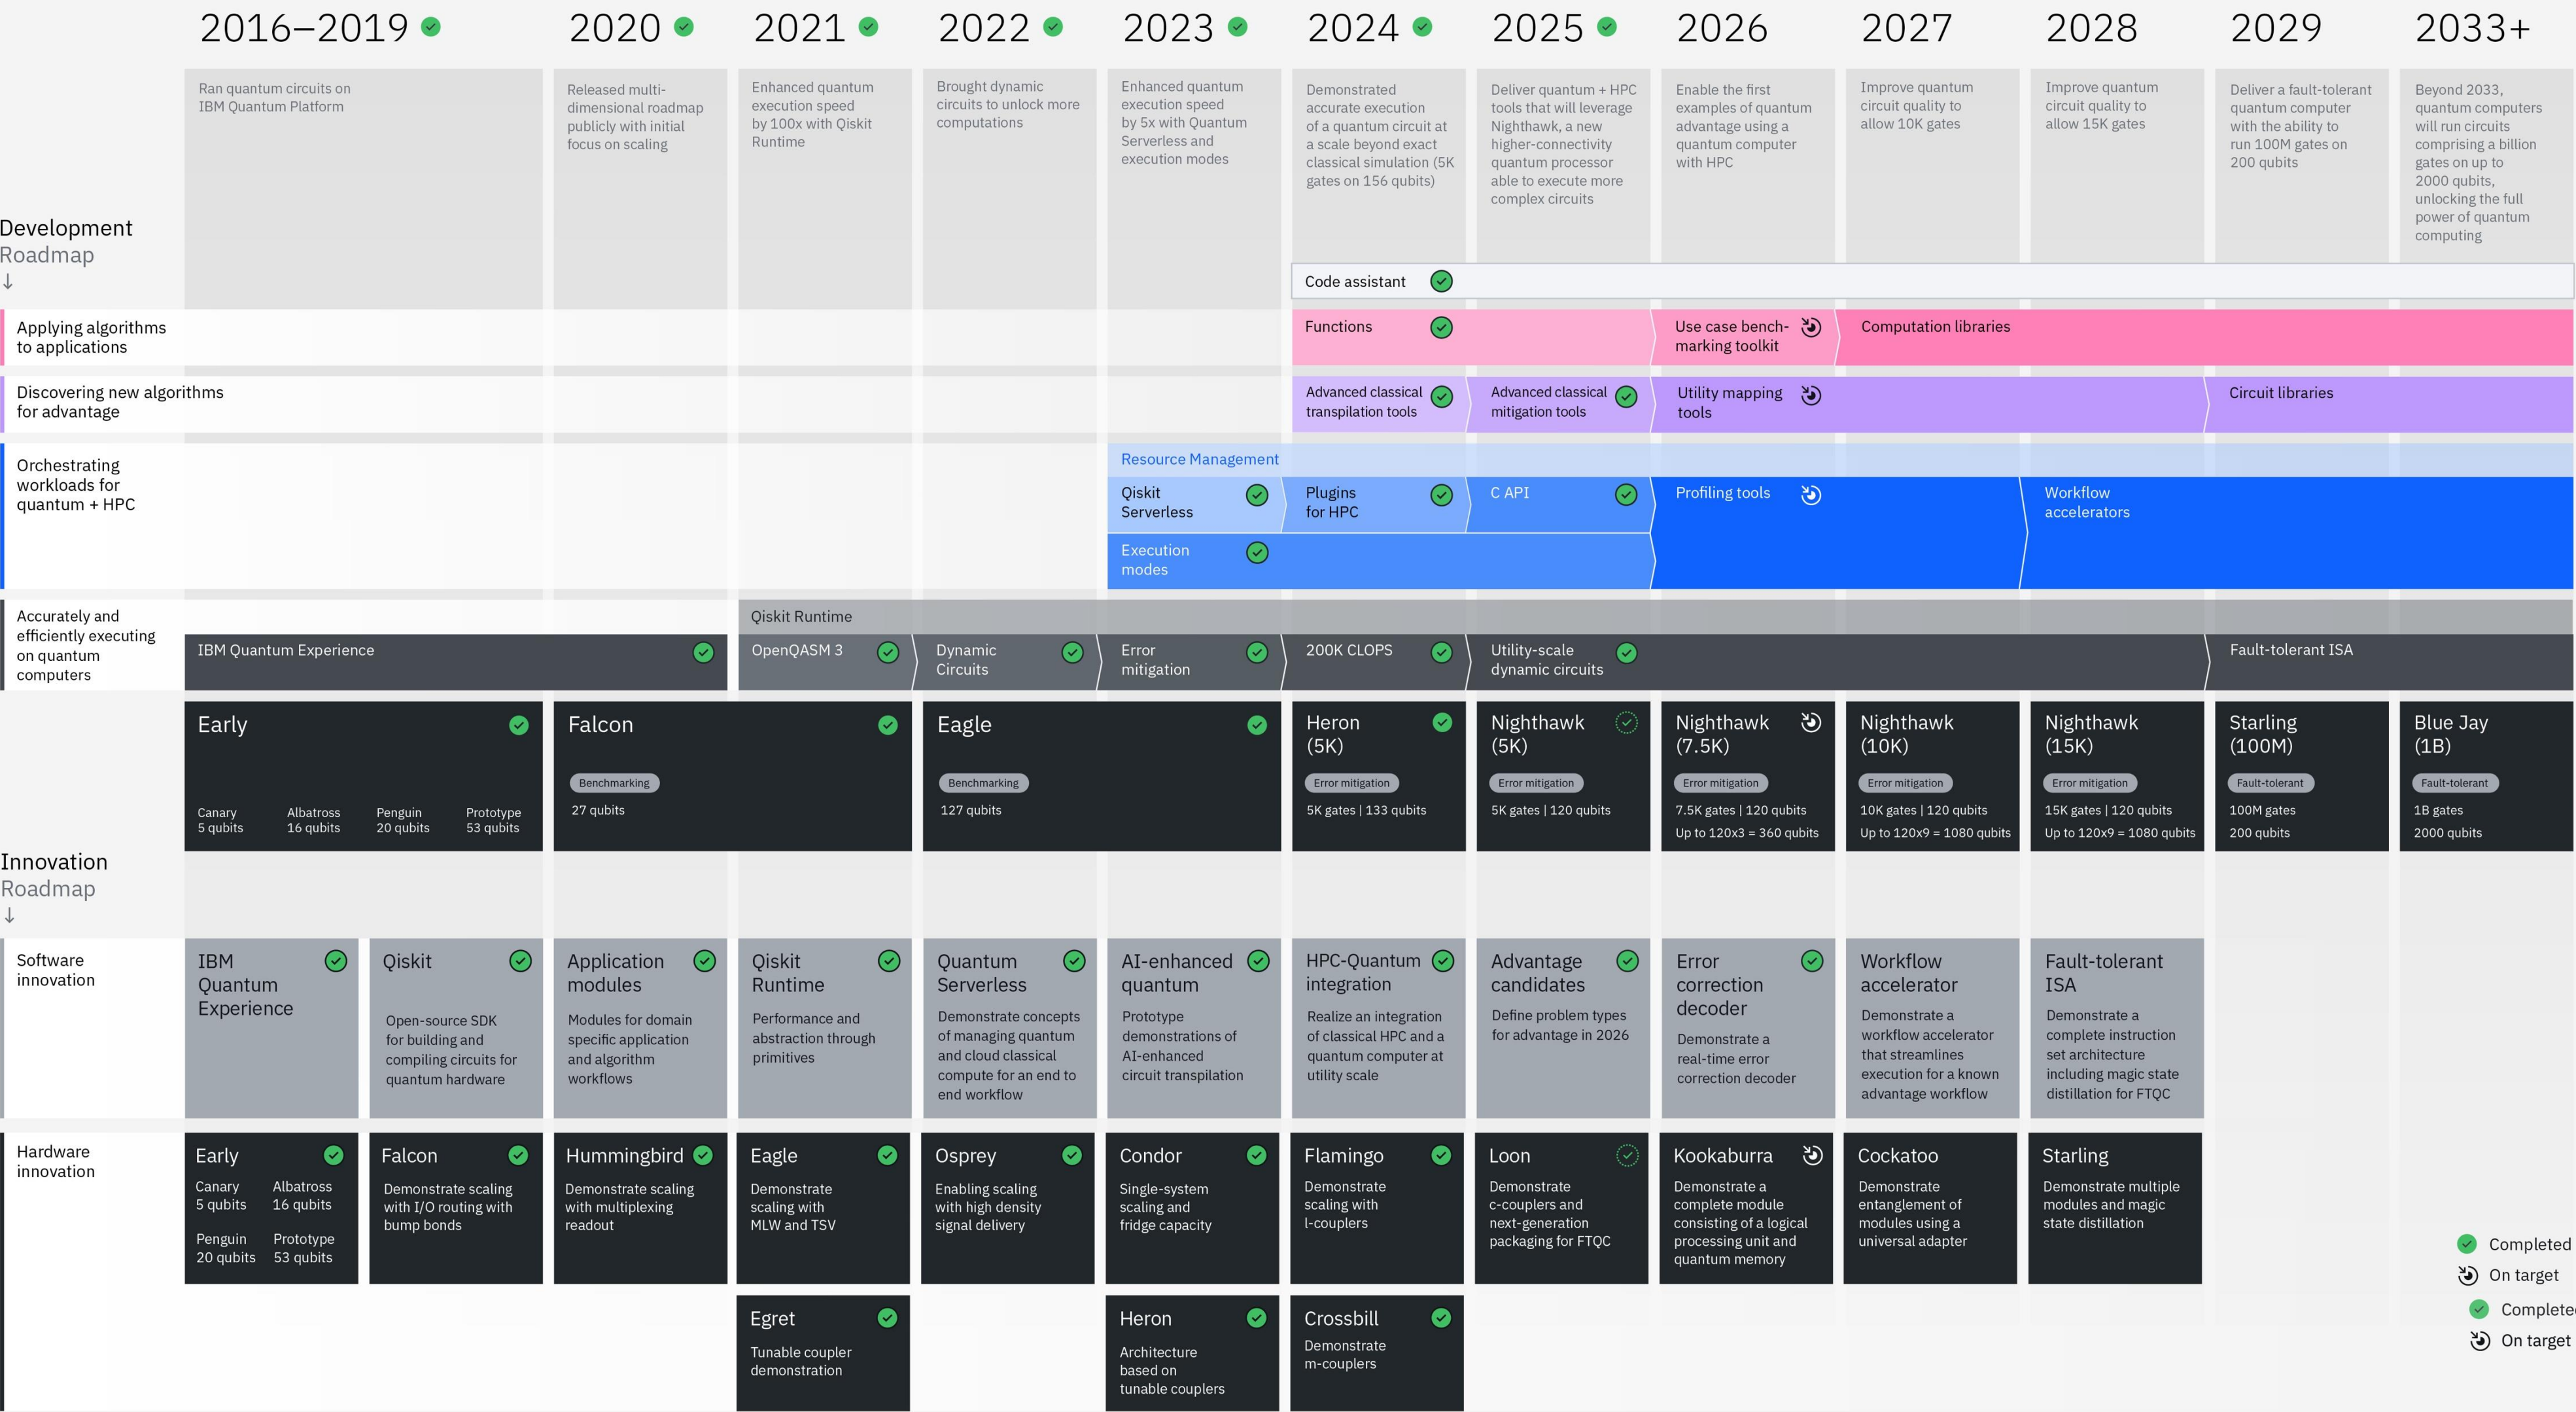 2016–2019
2020
2021
2022
2023
2024
2025
2026
2027
2028
2029
2033+
Ran quantum circuits on
IBM Quantum Platform
Released multi-
dimensional roadmap
publicly with initial
focus on scaling
Enhanced quantum
execution speed
by 100x with Qiskit
Runtime
Brought dynamic
circuits to unlock more
computations
Enhanced quantum
execution speed
by 5x with Quantum
Serverless and
execution modes
Demonstrated
accurate execution
of a quantum circuit at
a scale beyond exact
classical simulation (5K
gates on 156 qubits)
Deliver quantum + HPC
tools that will leverage
Nighthawk, a new
higher-connectivity
quantum processor
able to execute more
complex circuits
Enable the first
examples of quantum
advantage using a
quantum computer
with HPC
Improve quantum
circuit quality to
allow 10K gates
Improve quantum
circuit quality to
allow 15K gates
Deliver a fault-tolerant
quantum computer
with the ability to
run 100M gates on
200 qubits
Beyond 2033,
quantum computers
will run circuits
comprising a billion
gates on up to
2000 qubits,
unlocking the full
power of quantum
computing
Development
Roadmap
↓
Code assistant
Applying algorithms
to applications
Functions
Use case bench-
marking toolkit
Computation libraries
Discovering new algorithms
for advantage
Advanced classical
transpilation tools
Advanced classical
mitigation tools
Utility mapping
tools
Circuit libraries
Orchestrating
workloads for
quantum + HPC
Resource Management
Qiskit
Serverless
Plugins
for HPC
C API
Profiling tools
Workflow
accelerators
Execution
modes
Accurately and
efficiently executing
on quantum
computers
Qiskit Runtime
IBM Quantum Experience
OpenQASM 3
Dynamic
Circuits
Error
mitigation
200K CLOPS
Utility-scale
dynamic circuits
Fault-tolerant ISA
Early
Canary
5 qubits
Albatross
16 qubits
Penguin
20 qubits
Prototype
53 qubits
Falcon
Benchmarking
27 qubits
Eagle
Benchmarking
127 qubits
Heron
(5K)
Error mitigation
5K gates | 133 qubits
Nighthawk
(5K)
Error mitigation
5K gates | 120 qubits
Nighthawk
(7.5K)
Error mitigation
7.5K gates | 120 qubits
Up to 120x3 = 360 qubits
Nighthawk
(10K)
Error mitigation
10K gates | 120 qubits
Up to 120x9 = 1080 qubits
Nighthawk
(15K)
Error mitigation
15K gates | 120 qubits
Up to 120x9 = 1080 qubits
Starling
(100M)
Fault-tolerant
100M gates
200 qubits
Blue Jay
(1B)
Fault-tolerant
1B gates
2000 qubits
Innovation
Roadmap
↓
Software
innovation
IBM
Quantum
Experience
Qiskit
Open-source SDK
for building and
compiling circuits for
quantum hardware
Application
modules
Modules for domain
specific application
and algorithm
workflows
Qiskit
Runtime
Performance and
abstraction through
primitives
Quantum
Serverless
Demonstrate concepts
of managing quantum
and cloud classical
compute for an end to
end workflow
AI-enhanced
quantum
Prototype
demonstrations of
AI-enhanced
circuit transpilation
HPC-Quantum
integration
Realize an integration
of classical HPC and a
quantum computer at
utility scale
Advantage
candidates
Define problem types
for advantage in 2026
Error
correction
decoder
Demonstrate a
real-time error
correction decoder
Workflow
accelerator
Demonstrate a
workflow accelerator
that streamlines
execution for a known
advantage workflow
Fault-tolerant
ISA
Demonstrate a
complete instruction
set architecture
including magic state
distillation for FTQC
Hardware
innovation
Early
Canary
5 qubits
Albatross
16 qubits
Penguin
20 qubits
Prototype
53 qubits
Falcon
Demonstrate scaling
with I/O routing with
bump bonds
Hummingbird
Demonstrate scaling
with multiplexing
readout
Eagle
Demonstrate
scaling with
MLW and TSV
Osprey
Enabling scaling
with high density
signal delivery
Condor
Single-system
scaling and
fridge capacity
Flamingo
Demonstrate
scaling with
l-couplers
Loon
Demonstrate
c-couplers and
next-generation
packaging for FTQC
Kookaburra
Demonstrate a
complete module
consisting of a logical
processing unit and
quantum memory
Cockatoo
Demonstrate
entanglement of
modules using a
universal adapter
Starling
Demonstrate multiple
modules and magic
state distillation
Egret
Tunable coupler
demonstration
Heron
Architecture
based on
tunable couplers
Crossbill
Demonstrate
m-couplers
Completed
On target
Complete
On target